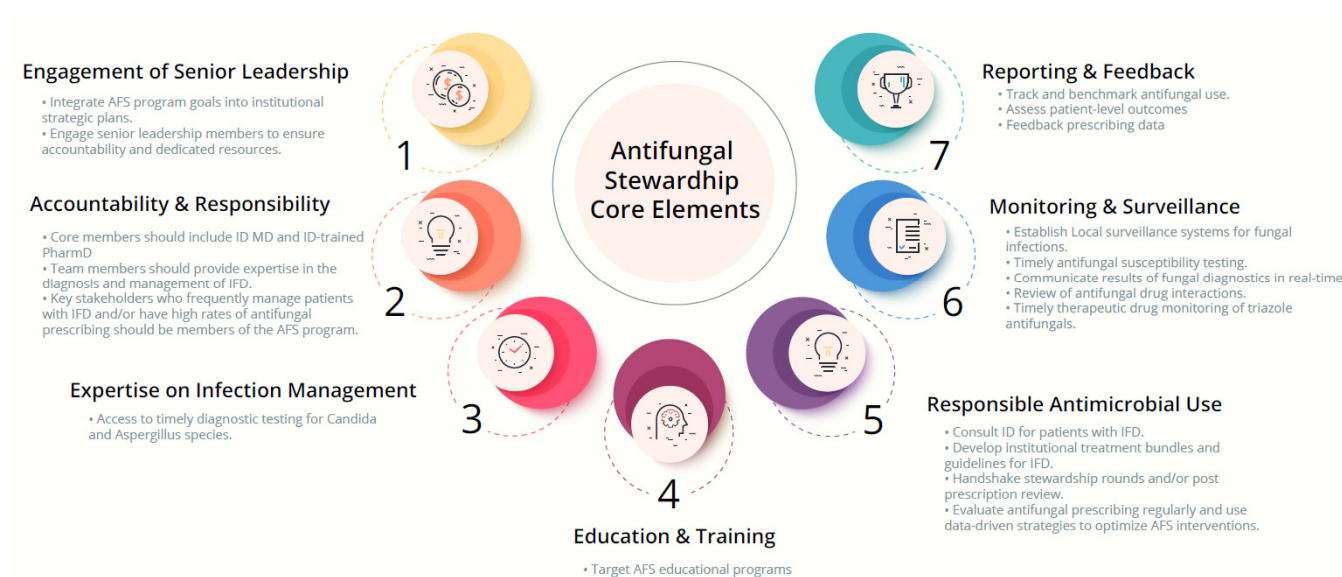 Antifungal
Stewardhip
Core Elements
Engagement of Senior Leadership
• Integrate AFS program goals into institutional
strategic plans.
• Engage senior leadership members to ensure
accountability and dedicated resources.
1
Accountability & Responsibility
• Core members should include ID MD and ID-trained
PharmD
• Team members should provide expertise in the
diagnosis and management of IFD.
• Key stakeholders who frequently manage patients
with IFD and/or have high rates of antifungal
prescribing should be members of the AFS program.
2
Expertise on Infection Management
• Access to timely diagnostic testing for Candida
and Aspergillus species.
3
4
Education & Training
• Target AFS educational programs
5
Responsible Antimicrobial Use
• Consult ID for patients with IFD.
• Develop institutional treatment bundles and
guidelines for IFD.
• Handshake stewardship rounds and/or post
prescription review.
• Evaluate antifungal prescribing regularly and use
data-driven strategies to optimize AFS interventions.
6
Monitoring & Surveillance
• Establish Local surveillance systems for fungal
infections.
• Timely antifungal susceptibility testing.
• Communicate results of fungal diagnostics in real-time
• Review of antifungal drug interactions.
• Timely therapeutic drug monitoring of triazole
antifungals.
7
Reporting & Feedback
• Track and benchmark antifungal use.
• Assess patient-level outcomes
• Feedback prescribing data
$
$